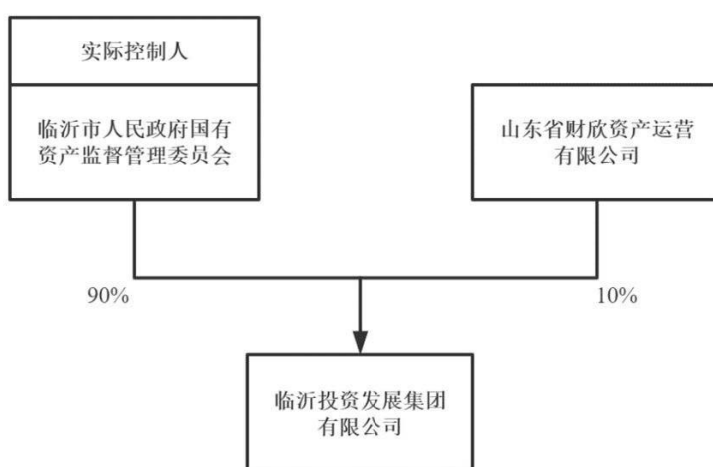 实际控制人
临沂市人民政府国有
资产监督管理委员会
山东省财欣资产运营
有限公司
90%
10%
临沂投资发展集团
有限公司